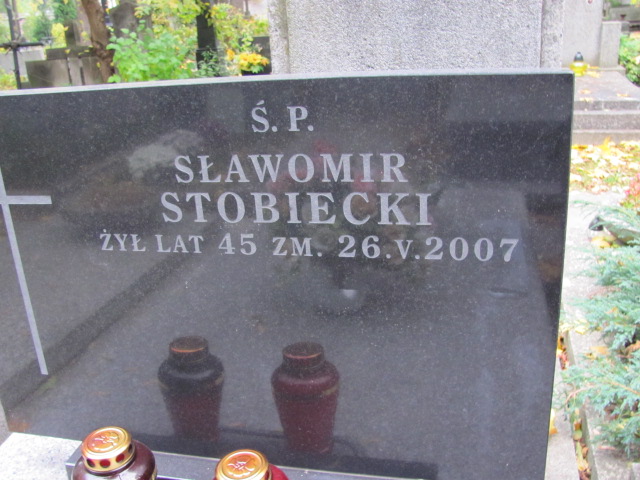 Ś. P.
SŁAWOMIR
STOBIECKI
ŻYŁ LAT 45 ZM. 26.V.2007